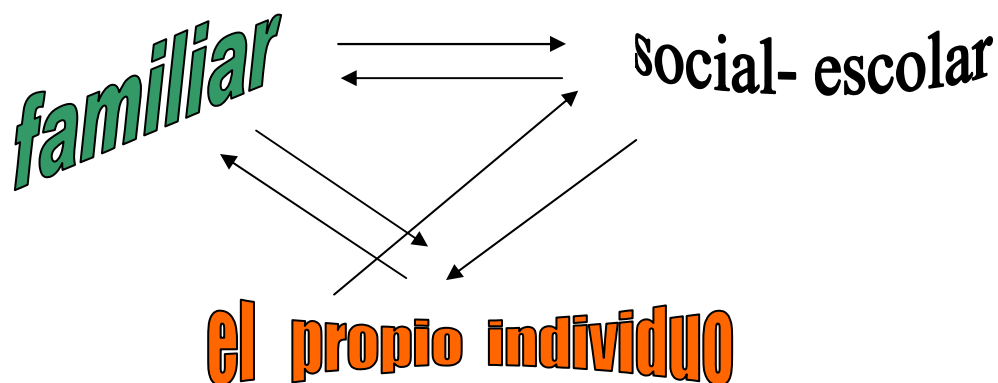 familiar
social- escolar
el propio individuo